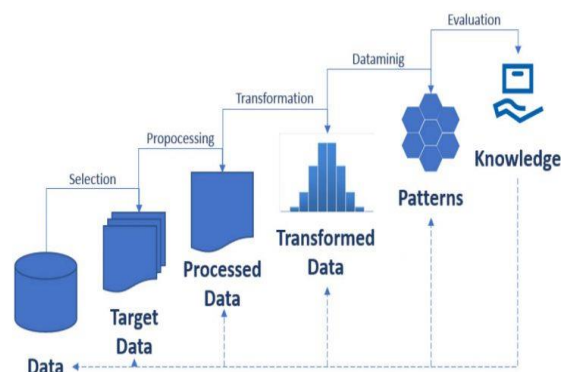 Evaluation
Dataminig
Transformation
Propocessing
Selection
Knowledge
Patterns
Transformed
Data
Processed
Data
Target
Data
Data